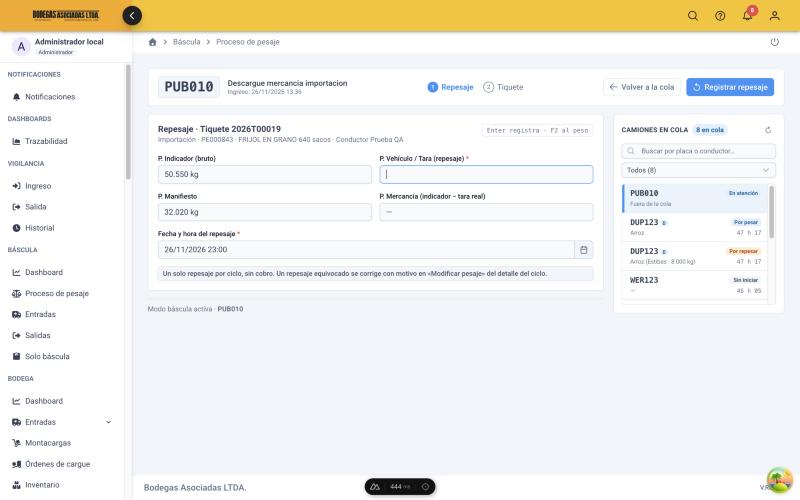 BODEGAS ASOCIADAS LTDA.
8
A
Administrador local
Administrador
NOTIFICACIONES
Notificaciones
DASHBOARDS
Trazabilidad
VIGILANCIA
Ingreso
Salida
Historial
BÁSCULA
Dashboard
Proceso de pesaje
Entradas
Salidas
Solo báscula
BODEGA
Dashboard
Entradas
Montacargas
Órdenes de cargue
Inventario
Báscula
Proceso de pesaje
PUB010
Descargue mercancia importacion
Ingreso: 26/11/2026 13:36
1 Repesaje
2 Tiquete
Volver a la cola
Registrar repesaje
Repesaje · Tiquete 2026T00019
Importación · PE000843 · FRIJOL EN GRANO 640 sacos · Conductor Prueba QA
Enter registra · F2 al peso
P. Indicador (bruto)
50.550 kg
P. Vehículo / Tara (repesaje) *
P. Manifiesto
32.020 kg
P. Mercancía (indicador – tara real)
—
Fecha y hora del repesaje *
26/11/2026 23:00
Un solo repesaje por ciclo, sin cobro. Un repesaje equivocado se corrige con motivo en «Modificar pesaje» del detalle del ciclo.
Modo báscula activa · PUB010
CAMIONES EN COLA 8 en cola
Buscar por placa o conductor...
Todos (8)
PUB010 En atención
Fuera de la cola
DUP123 D Por pesar
Arroz 47 h 17
DUP123 D Por repesar
Arroz (Estibas · 8.000 kg) 47 h 17
WER123 Sin iniciar
— 46 h 05
Bodegas Asociadas LTDA.
444 ms